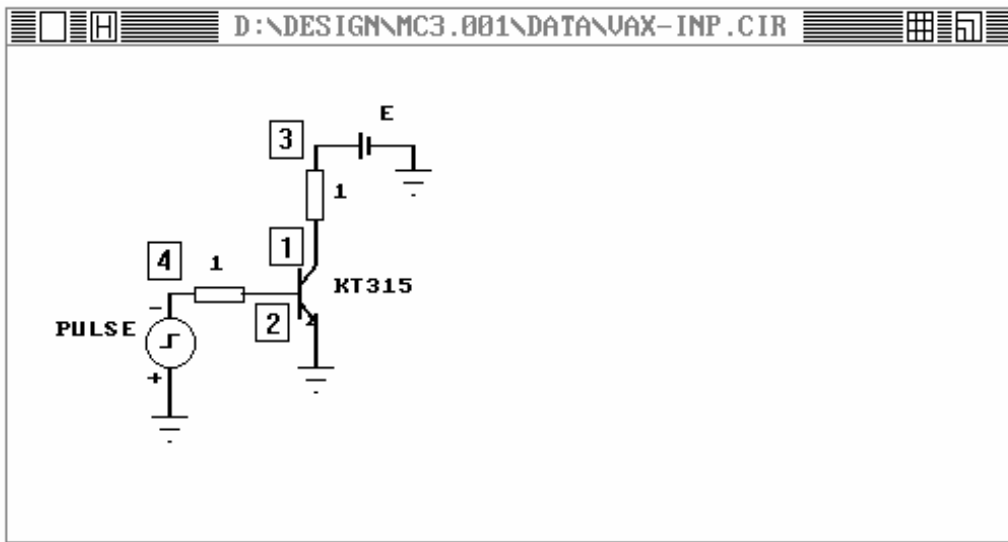 D:\DESIGN\MC3.001\DATA\VAX-INP.CIR
E
3
1
1
4
1
KT315
2
PULSE
-
+